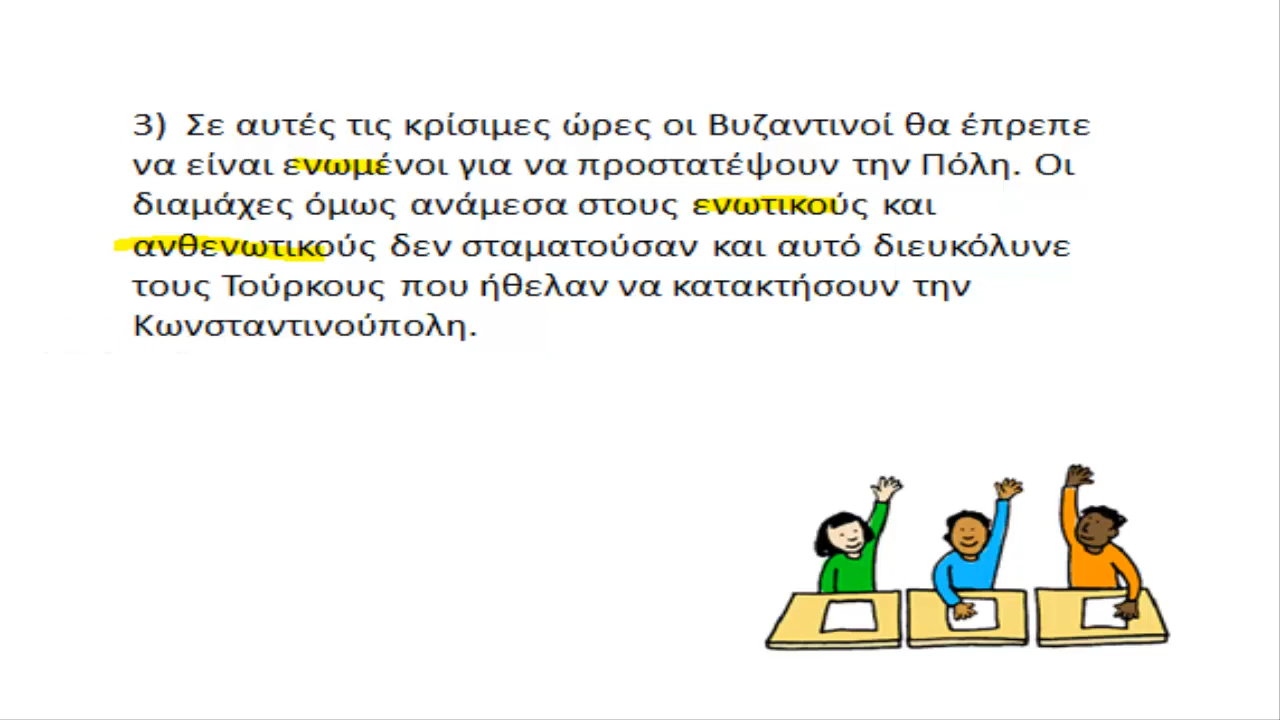 3) Σε αυτές τις κρίσιμες ώρες οι Βυζαντινοί θα έπρεπε
να είναι ενωμένοι για να προστατέψουν την Πόλη. Οι
διαμάχες όμως ανάμεσα στους ενωτικούς και
ανθενωτικούς δεν σταματούσαν και αυτό διευκόλυνε
τους Τούρκους που ήθελαν να κατακτήσουν την
Κωνσταντινούπολη.